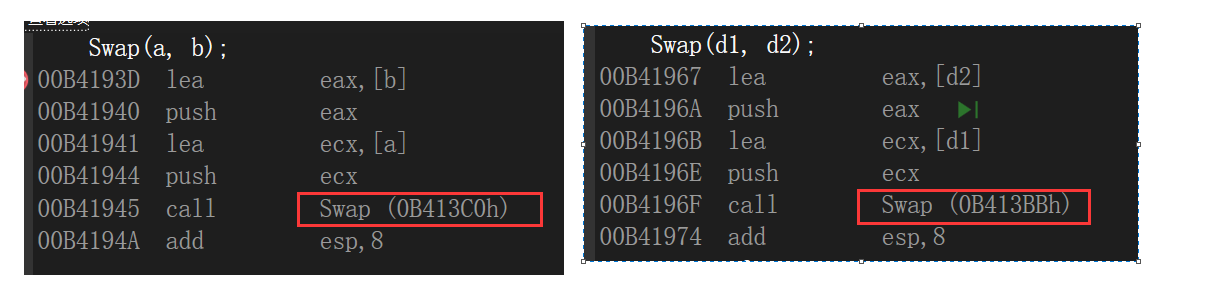 Swap(a, b);
00B4193D lea eax,[b]
00B41940 push eax
00B41941 lea ecx,[a]
00B41944 push ecx
00B41945 call Swap (0B413C0h)
00B4194A add esp,8
Swap(d1, d2);
00B41967 lea eax,[d2]
00B4196A push eax
00B4196B lea ecx,[d1]
00B4196E push ecx
00B4196F call Swap (0B413BBh)
00B41974 add esp,8